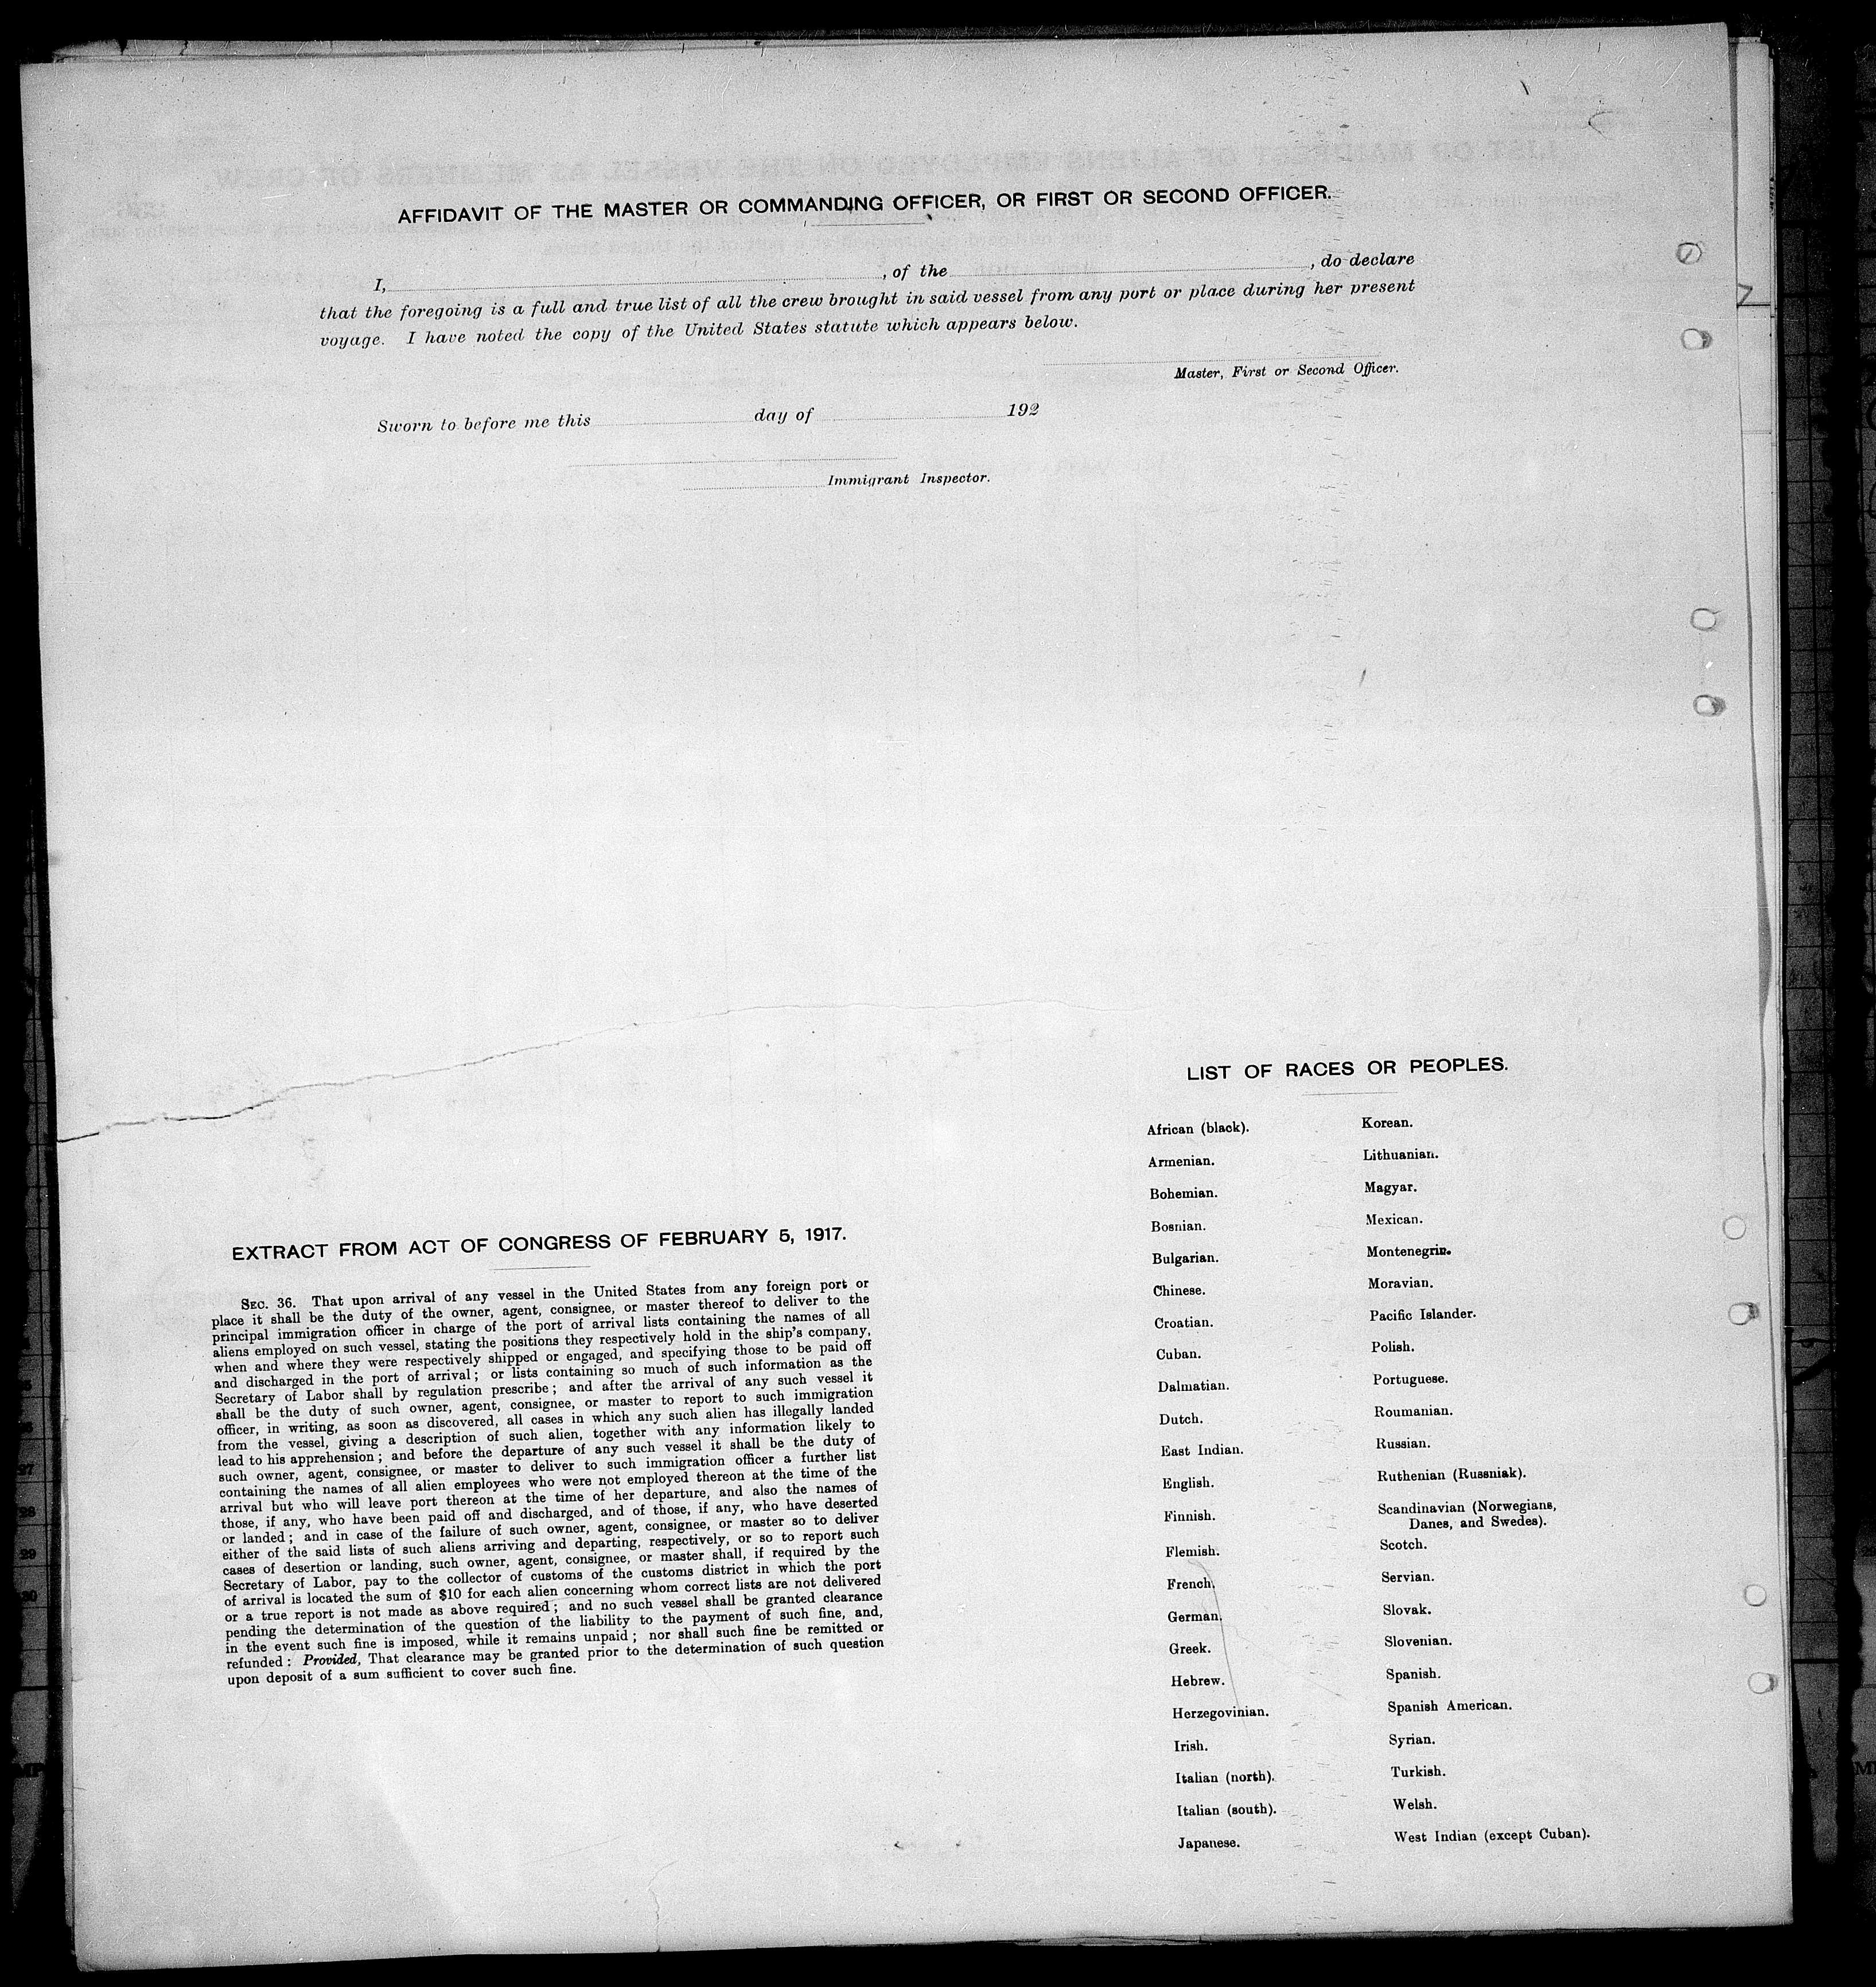 AFFIDAVIT OF THE MASTER OR COMMANDING OFFICER, OR FIRST OR SECOND OFFICER.
I, , of the , do declare
that the foregoing is a full and true list of all the crew brought in said vessel from any port or place during her present
voyage. I have noted the copy of the United States statute which appears below.
Master, First or Second Officer.
Sworn to before me this day of 192
Immigrant Inspector.
EXTRACT FROM ACT OF CONGRESS OF FEBRUARY 5, 1917.
SEC. 36. That upon arrival of any vessel in the United States from any foreign port or
place it shall be the duty of the owner, agent, consignee, or master thereof to deliver to the
principal immigration officer in charge of the port of arrival lists containing the names of all
aliens employed on such vessel, stating the positions they respectively hold in the ship's company,
when and where they were respectively shipped or engaged, and specifying those to be paid off
and discharged in the port of arrival; or lists containing so much of such information as the
Secretary of Labor shall by regulation prescribe; and after the arrival of any such vessel it
shall be the duty of such owner, agent, consignee, or master to report to such immigration
officer, in writing, as soon as discovered, all cases in which any such alien has illegally landed
from the vessel, giving a description of such alien, together with any information likely to
lead to his apprehension; and before the departure of any such vessel it shall be the duty of
such owner, agent, consignee, or master to deliver to such immigration officer a further list
containing the names of all alien employees who were not employed thereon at the time of the
arrival but who will leave port thereon at the time of her departure, and also the names of
those, if any, who have been paid off and discharged, and of those, if any, who have deserted
or landed; and in case of the failure of such owner, agent, consignee, or master so to deliver
either of the said lists of such aliens arriving and departing, respectively, or so to report such
cases of desertion or landing, such owner, agent, consignee, or master shall, if required by the
Secretary of Labor, pay to the collector of customs of the customs district in which the port
of arrival is located the sum of $10 for each alien concerning whom correct lists are not delivered
or a true report is not made as above required; and no such vessel shall be granted clearance
pending the determination of the question of the liability to the payment of such fine, and,
in the event such fine is imposed, while it remains unpaid; nor shall such fine be remitted or
refunded: Provided, That clearance may be granted prior to the determination of such question
upon deposit of a sum sufficient to cover such fine.
LIST OF RACES OR PEOPLES.
African (black).
Armenian.
Bohemian.
Bosnian.
Bulgarian.
Chinese.
Croatian.
Cuban.
Dalmatian.
Dutch.
East Indian.
English.
Finnish.
Flemish.
French.
German.
Greek.
Hebrew.
Herzegovinian.
Irish.
Italian (north).
Italian (south).
Japanese.
Korean.
Lithuanian.
Magyar.
Mexican.
Montenegrin.
Moravian.
Pacific Islander.
Polish.
Portuguese.
Roumanian.
Russian.
Ruthenian (Russniak).
Scandinavian (Norwegians,
Danes, and Swedes).
Scotch.
Servian.
Slovak.
Slovenian.
Spanish.
Spanish American.
Syrian.
Turkish.
Welsh.
West Indian (except Cuban).